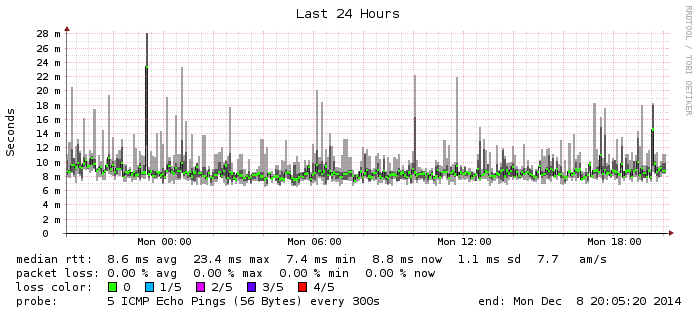 Last 24 Hours
RRDTOOL / TOBI OETIKER
Seconds
28 m
26 m
24 m
22 m
20 m
18 m
16 m
14 m
12 m
10 m
8 m
6 m
4 m
2 m
0
Mon 00:00 Mon 06:00 Mon 12:00 Mon 18:00
median rtt: 8.6 ms avg 23.4 ms max 7.4 ms min 8.8 ms now 1.1 ms sd 7.7 am/s
packet loss: 0.00 % avg 0.00 % max 0.00 % min 0.00 % now
loss color: 0 1/5 2/5 3/5 4/5
probe: 5 ICMP Echo Pings (56 Bytes) every 300s end: Mon Dec 8 20:05:20 2014